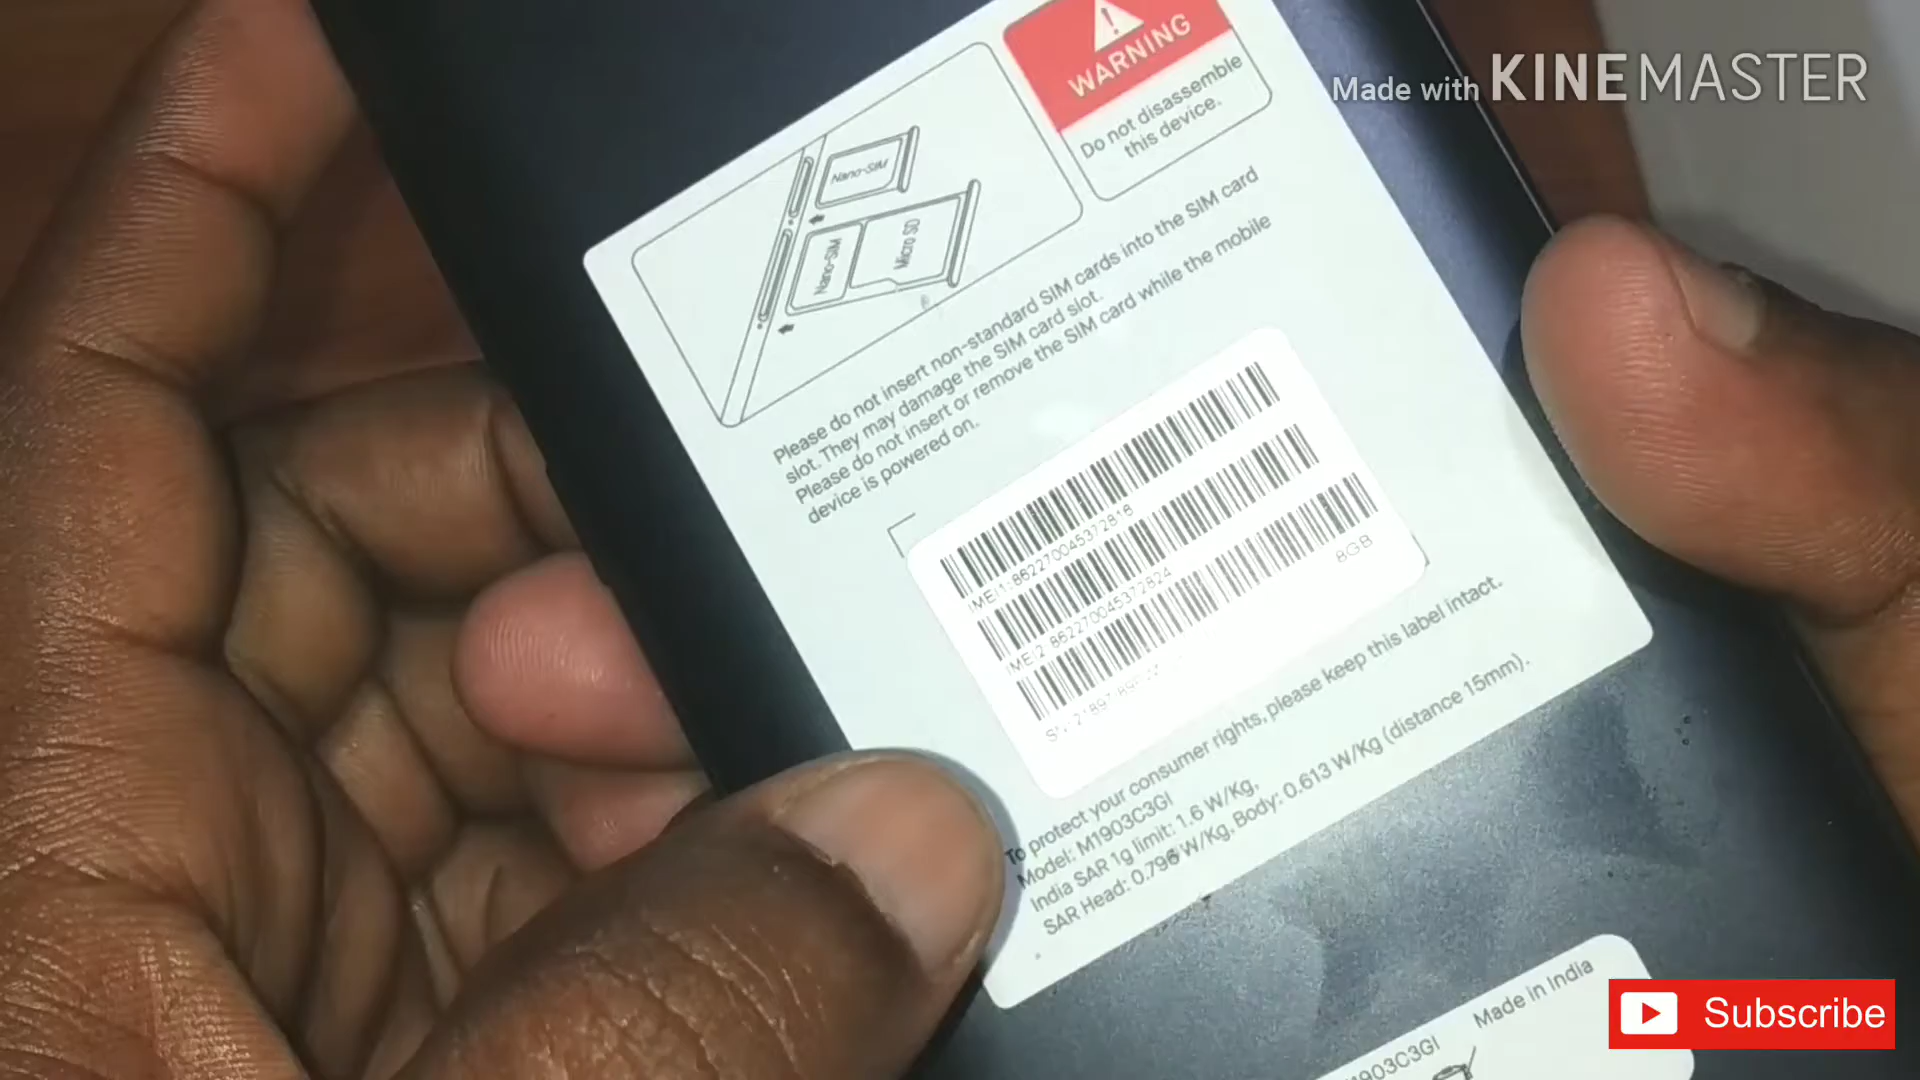 Made with KINEMASTER
WARNING
Do not disassemble
this device.
Nano-SIM
Nano-SIM
Micro SD
Please do not insert non-standard SIM cards into the SIM card
slot. They may damage the SIM card slot.
Please do not insert or remove the SIM card while the mobile
device is powered on.
IMEI1:862270045372816
IMEI2 862270045372824
8GB
To protect your consumer rights, please keep this label intact.
Model: M1903C3GI
India SAR 1g limit: 1.6 W/Kg,
SAR Head: 0.796 W/Kg, Body: 0.613 W/Kg (distance 15mm).
1903C3GI
Made in India
Subscribe